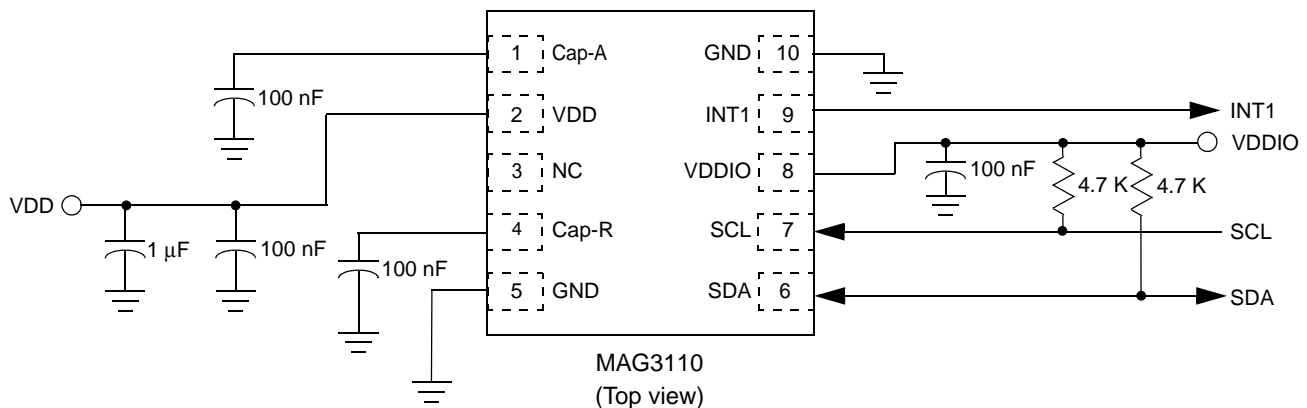 1 Cap-A
GND 10
100 nF
2 VDD
INT1 9
INT1
VDDIO
3 NC
VDDIO 8
100 nF
4.7 K
4.7 K
VDD
4 Cap-R
SCL 7
SCL
1 μF
100 nF
100 nF
5 GND
SDA 6
SDA
MAG3110
(Top view)